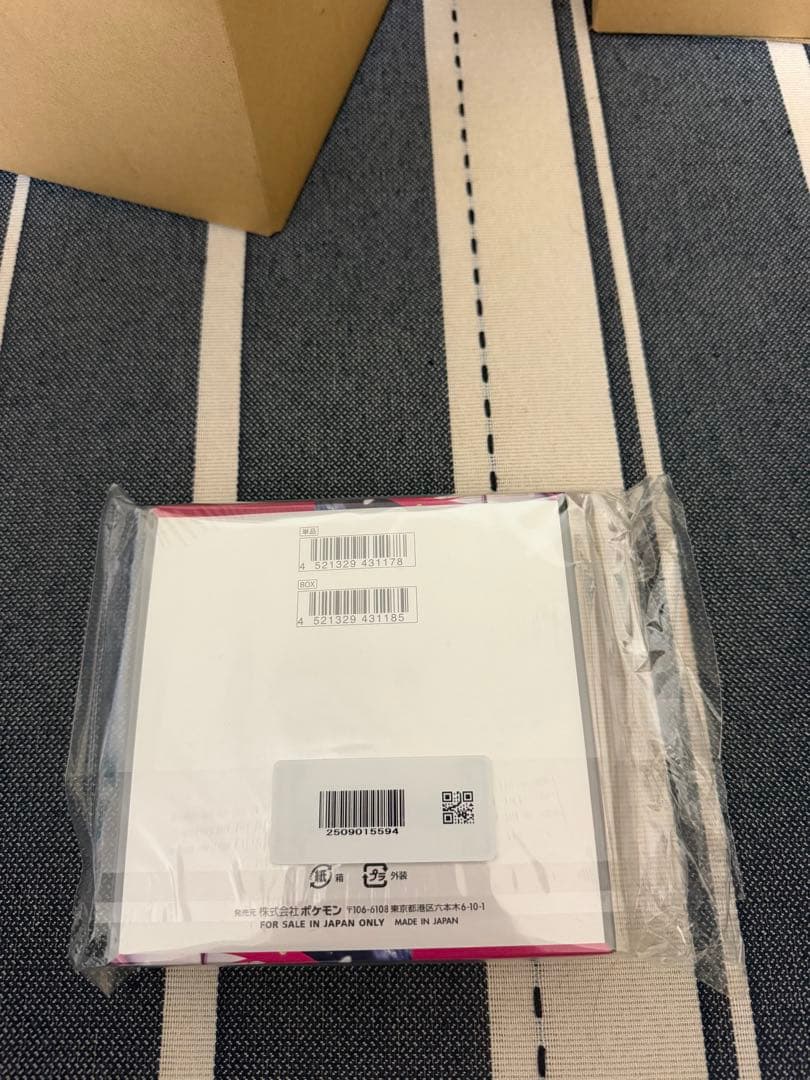 単品
4 521329 431178
BOX
4 521329 431185
2509015594
紙 箱 プラ 外装
発売元 株式会社ポケモン 〒106-6108 東京都港区六本木6-10-1
FOR SALE IN JAPAN ONLY MADE IN JAPAN